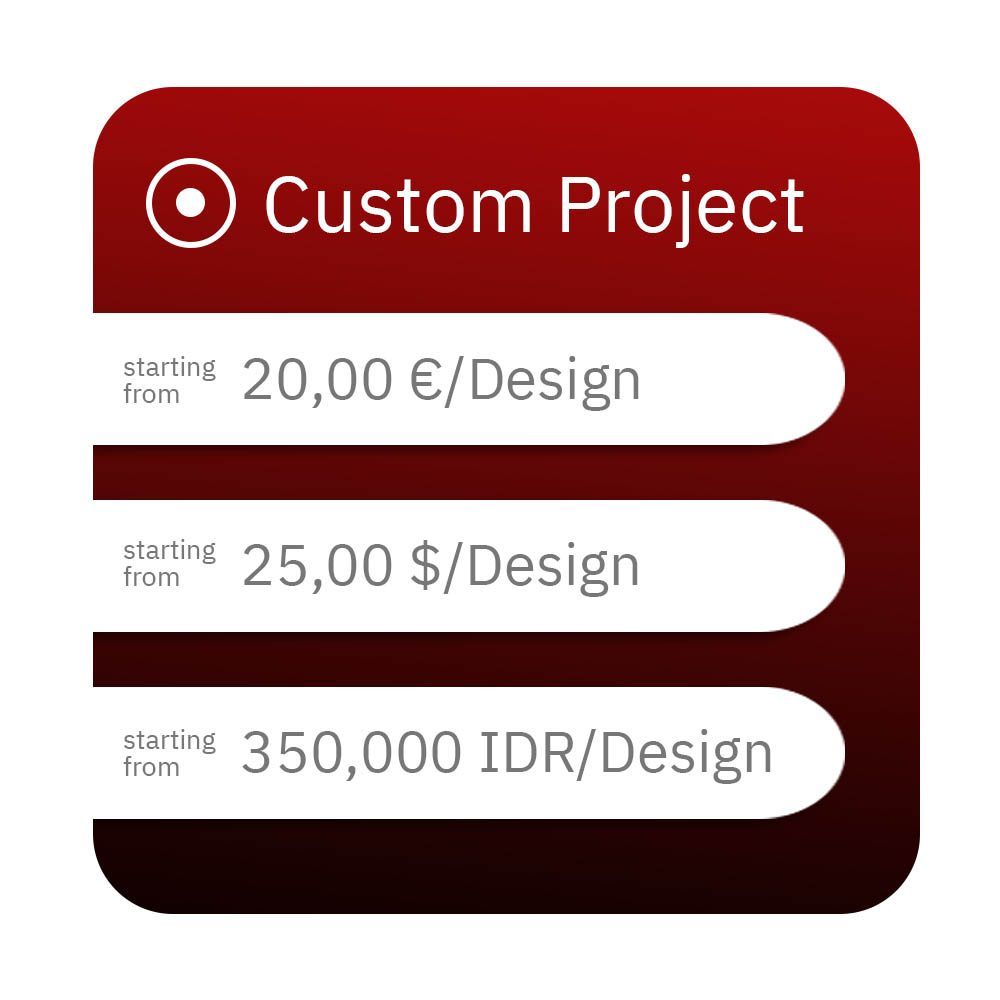 Custom Project
starting
from
20,00 €/Design
starting
from
25,00 $/Design
starting
from
350,000 IDR/Design